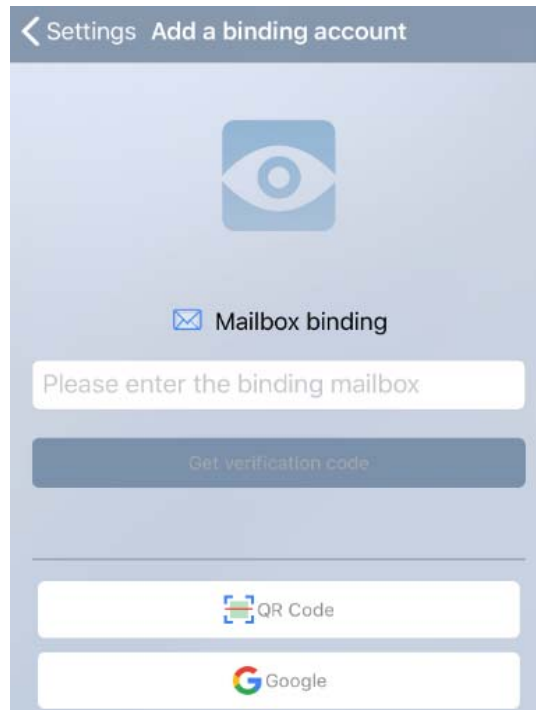 Settings Add a binding account
Mailbox binding
Please enter the binding mailbox
Get verification code
QR Code
Google